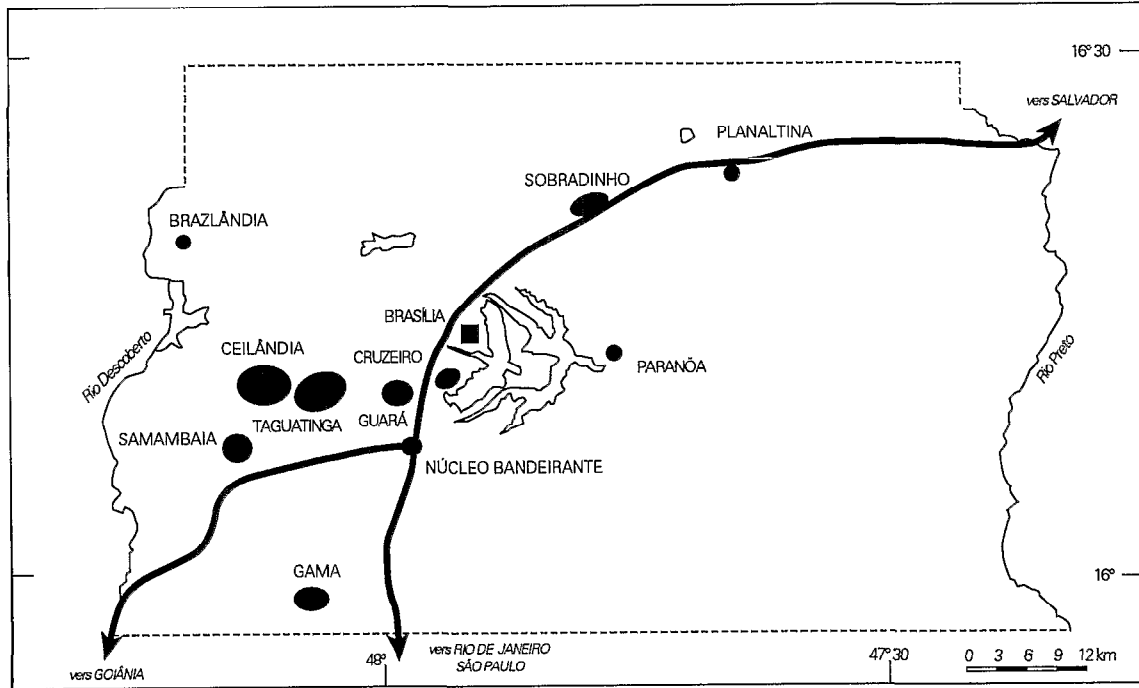 16° 30
vers SALVADOR
PLANALTINA
SOBRADINHO
BRAZLÂNDIA
BRASÍLIA
Rio Descoberto
CEILÂNDIA
CRUZEIRO
PARANÕA
Rio Preto
TAGUATINGA
GUARÁ
SAMAMBAIA
NÚCLEO BANDEIRANTE
GAMA
16°
vers GOIÂNIA
48°
vers RIO DE JANEIRO
SÃO PAULO
47° 30
0 3 6 9 12 km